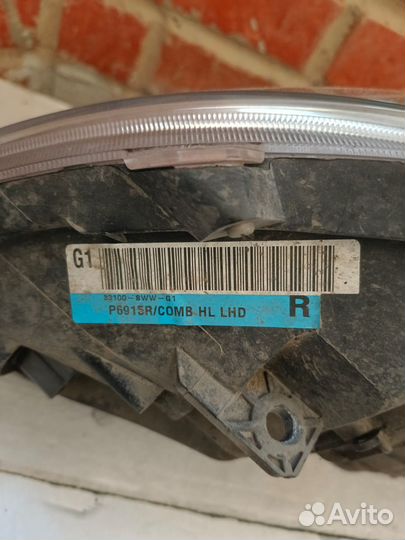 G1
33100-SWW-G1
P6915R/COMB HL LHD
R
Avito